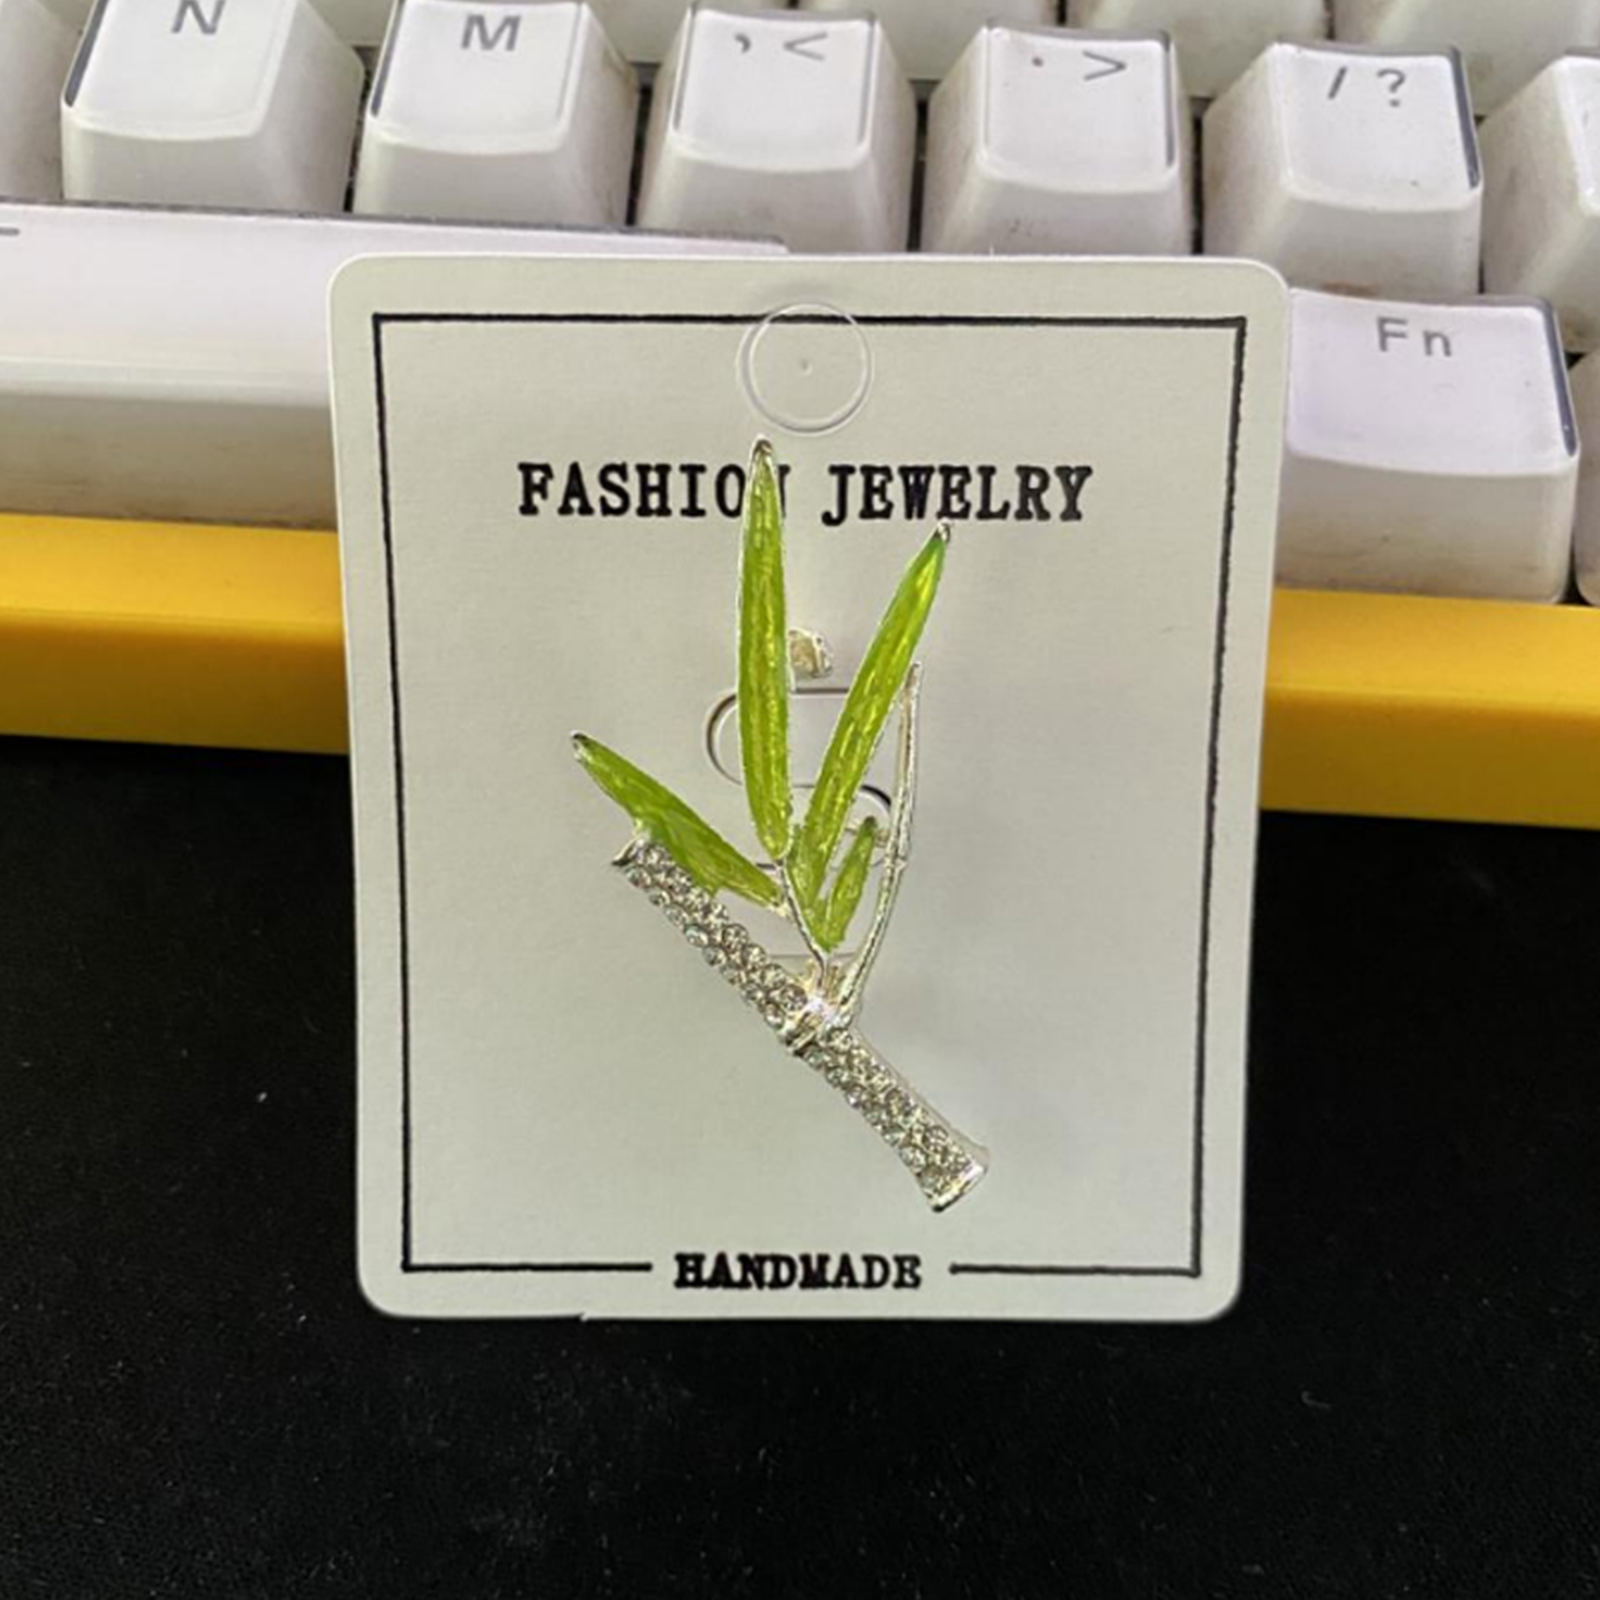 N M , < . > / ?
Fn
FASHION JEWELRY
HANDMADE